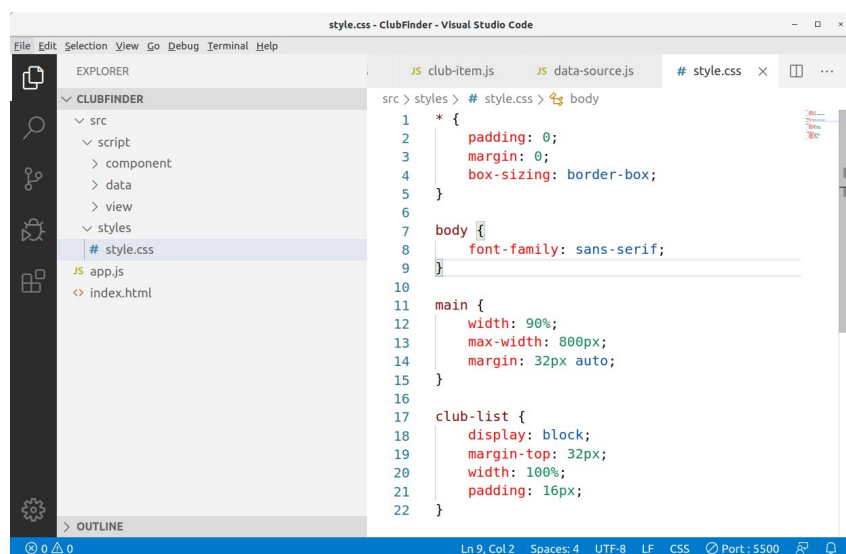 style.css - ClubFinder - Visual Studio Code
File Edit Selection View Go Debug Terminal Help
EXPLORER
JS club-item.js JS data-source.js # style.css
CLUBFINDER
src
script
component
data
view
styles
# style.css
JS app.js
<> index.html
OUTLINE
src > styles > # style.css > body
1 * {
2 padding: 0;
3 margin: 0;
4 box-sizing: border-box;
5 }
6
7 body {
8 font-family: sans-serif;
9 }
10
11 main {
12 width: 90%;
13 max-width: 800px;
14 margin: 32px auto;
15 }
16
17 club-list {
18 display: block;
19 margin-top: 32px;
20 width: 100%;
21 padding: 16px;
22 }
0 0 Ln 9, Col 2 Spaces: 4 UTF-8 LF CSS Port : 5500